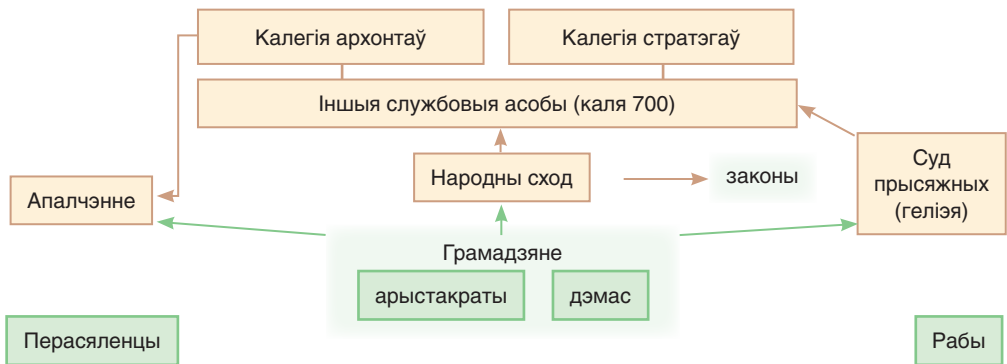 Калегія архонтаў
Калегія стратэгаў
Іншыя службовыя асобы (каля 700)
Апалчэнне
Народны сход
законы
Суд
прысяжных
(геліэя)
Грамадзяне
арыстакраты
дэмас
Перасяленцы
Рабы